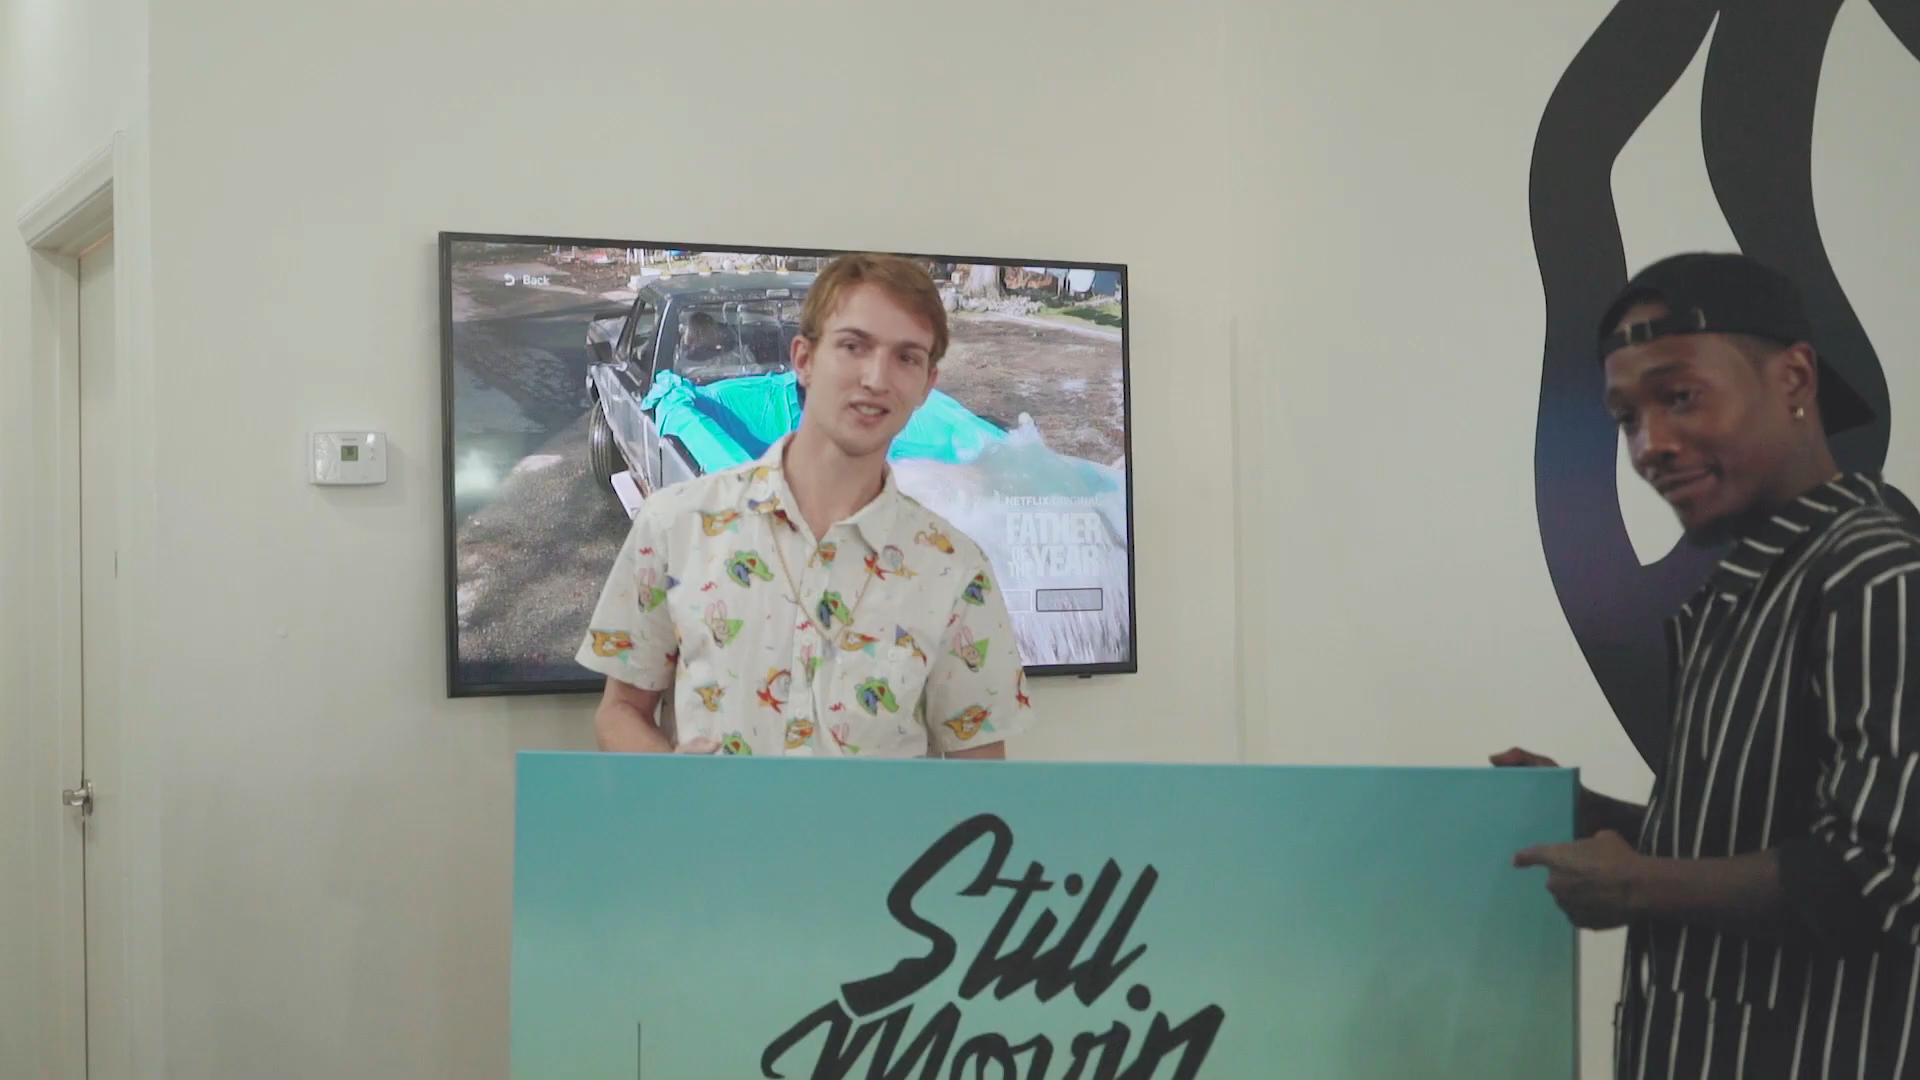 Back
NETFLIX ORIGINAL
FATHER
OF
THE YEAR
Still
Movin